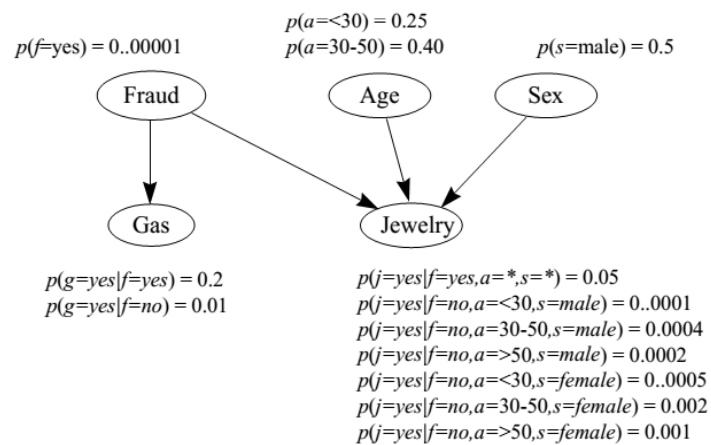 p(a=<30) = 0.25
p(f=yes) = 0..00001
p(a=30-50) = 0.40
p(s=male) = 0.5
Fraud
Age
Sex
Gas
Jewelry
p(g=yes|f=yes) = 0.2
p(g=yes|f=no) = 0.01
p(j=yes|f=yes,a=*,s=*) = 0.05
p(j=yes|f=no,a=<30,s=male) = 0..0001
p(j=yes|f=no,a=30-50,s=male) = 0.0004
p(j=yes|f=no,a=>50,s=male) = 0.0002
p(j=yes|f=no,a=<30,s=female) = 0..0005
p(j=yes|f=no,a=30-50,s=female) = 0.002
p(j=yes|f=no,a=>50,s=female) = 0.001